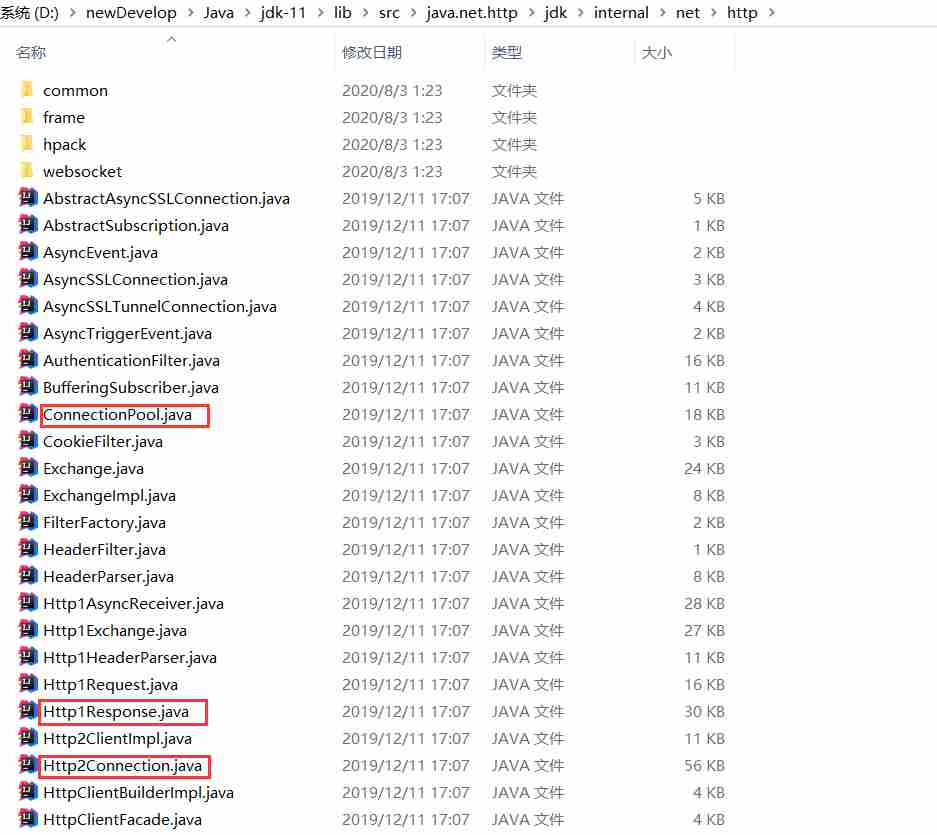 系统 (D:) > newDevelop > Java > jdk-11 > lib > src > java.net.http > jdk > internal > net > http >
名称 修改日期 类型 大小
common 2020/8/3 1:23 文件夹
frame 2020/8/3 1:23 文件夹
hpack 2020/8/3 1:23 文件夹
websocket 2020/8/3 1:23 文件夹
AbstractAsyncSSLConnection.java 2019/12/11 17:07 JAVA 文件 5 KB
AbstractSubscription.java 2019/12/11 17:07 JAVA 文件 1 KB
AsyncEvent.java 2019/12/11 17:07 JAVA 文件 2 KB
AsyncSSLConnection.java 2019/12/11 17:07 JAVA 文件 3 KB
AsyncSSLTunnelConnection.java 2019/12/11 17:07 JAVA 文件 4 KB
AsyncTriggerEvent.java 2019/12/11 17:07 JAVA 文件 2 KB
AuthenticationFilter.java 2019/12/11 17:07 JAVA 文件 16 KB
BufferingSubscriber.java 2019/12/11 17:07 JAVA 文件 11 KB
ConnectionPool.java 2019/12/11 17:07 JAVA 文件 18 KB
CookieFilter.java 2019/12/11 17:07 JAVA 文件 3 KB
Exchange.java 2019/12/11 17:07 JAVA 文件 24 KB
ExchangeImpl.java 2019/12/11 17:07 JAVA 文件 8 KB
FilterFactory.java 2019/12/11 17:07 JAVA 文件 2 KB
HeaderFilter.java 2019/12/11 17:07 JAVA 文件 1 KB
HeaderParser.java 2019/12/11 17:07 JAVA 文件 8 KB
Http1AsyncReceiver.java 2019/12/11 17:07 JAVA 文件 28 KB
Http1Exchange.java 2019/12/11 17:07 JAVA 文件 27 KB
Http1HeaderParser.java 2019/12/11 17:07 JAVA 文件 11 KB
Http1Request.java 2019/12/11 17:07 JAVA 文件 16 KB
Http1Response.java 2019/12/11 17:07 JAVA 文件 30 KB
Http2ClientImpl.java 2019/12/11 17:07 JAVA 文件 11 KB
Http2Connection.java 2019/12/11 17:07 JAVA 文件 56 KB
HttpClientBuilderImpl.java 2019/12/11 17:07 JAVA 文件 4 KB
HttpClientFacade.java 2019/12/11 17:07 JAVA 文件 4 KB